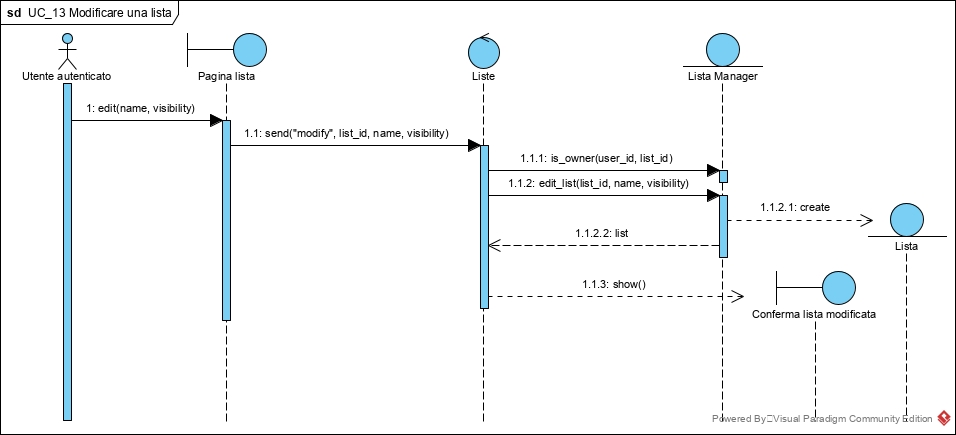 sd UC_13 Modificare una lista
Utente autenticato
Pagina lista
Liste
Lista Manager
1: edit(name, visibility)
1.1: send("modify", list_id, name, visibility)
1.1.1: is_owner(user_id, list_id)
1.1.2: edit_list(list_id, name, visibility)
1.1.2.1: create
1.1.2.2: list
Lista
1.1.3: show()
Conferma lista modificata
Powered By Visual Paradigm Community Edition